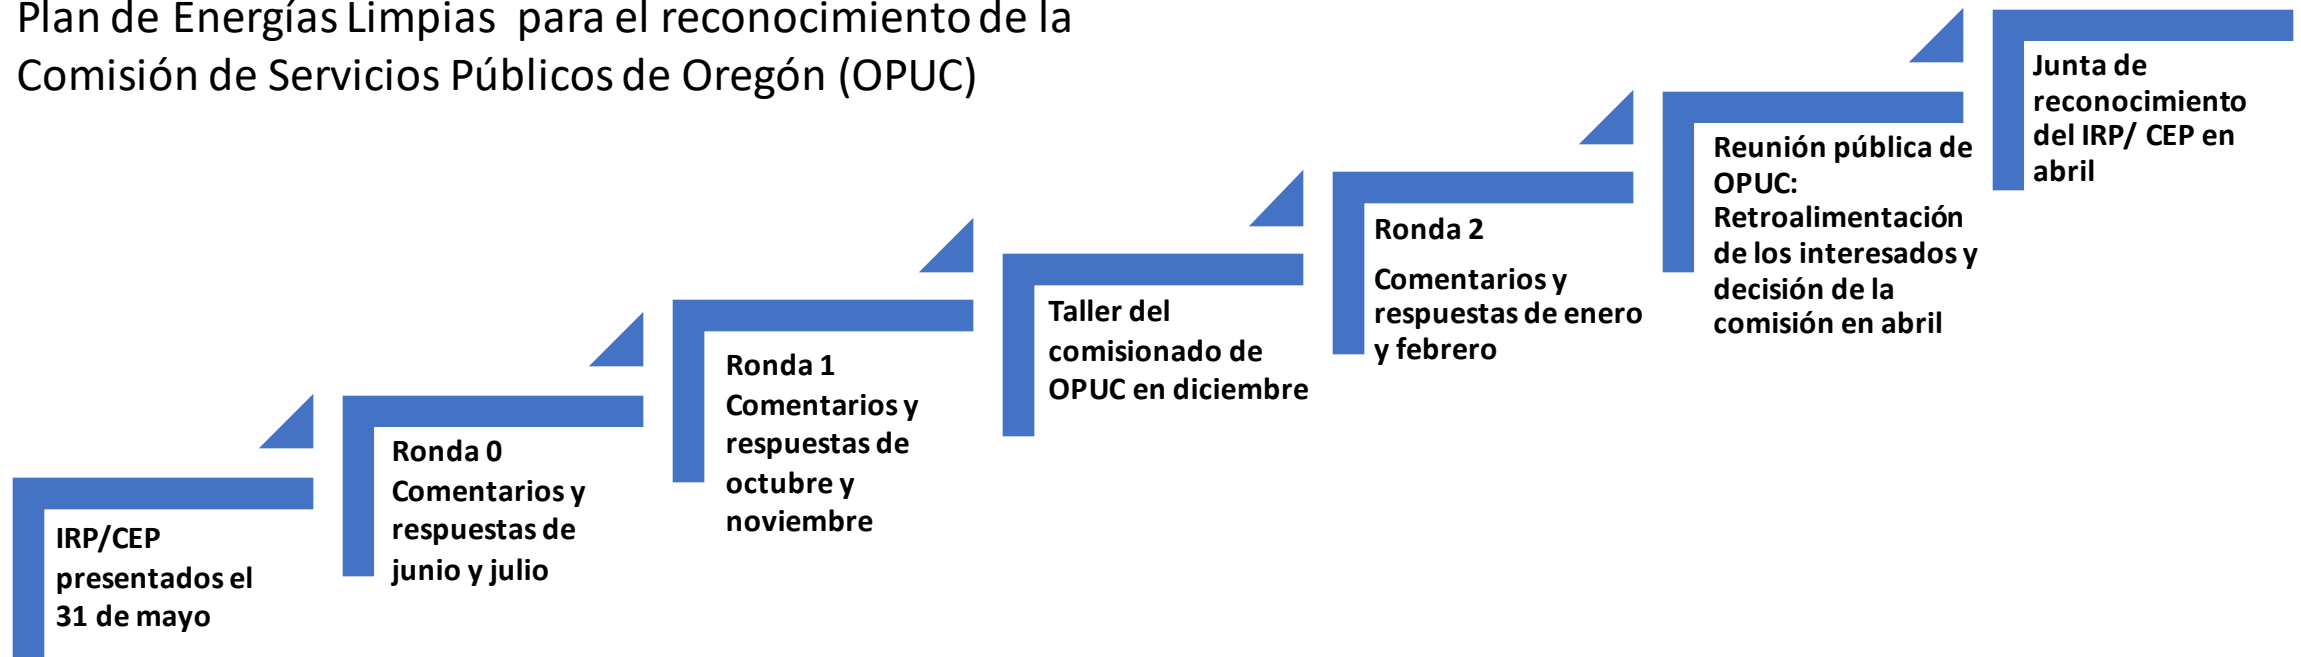 Plan de Energías Limpias para el reconocimiento de la
Comisión de Servicios Públicos de Oregón (OPUC)
IRP/CEP
presentados el
31 de mayo
Ronda 0
Comentarios y
respuestas de
junio y julio
Ronda 1
Comentarios y
respuestas de
octubre y
noviembre
Taller del
comisionado de
OPUC en diciembre
Ronda 2
Comentarios y
respuestas de enero
y febrero
Reunión pública de
OPUC:
Retroalimentación
de los interesados y
decisión de la
comisión en abril
Junta de
reconocimiento
del IRP/ CEP en
abril